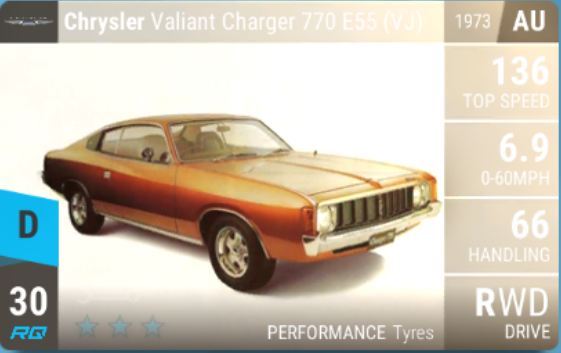 Chrysler Valiant Charger 770 E55 (VJ)
1973 AU
136
TOP SPEED
6.9
0-60MPH
66
HANDLING
RWD
DRIVE
D
30
RQ
PERFORMANCE Tyres